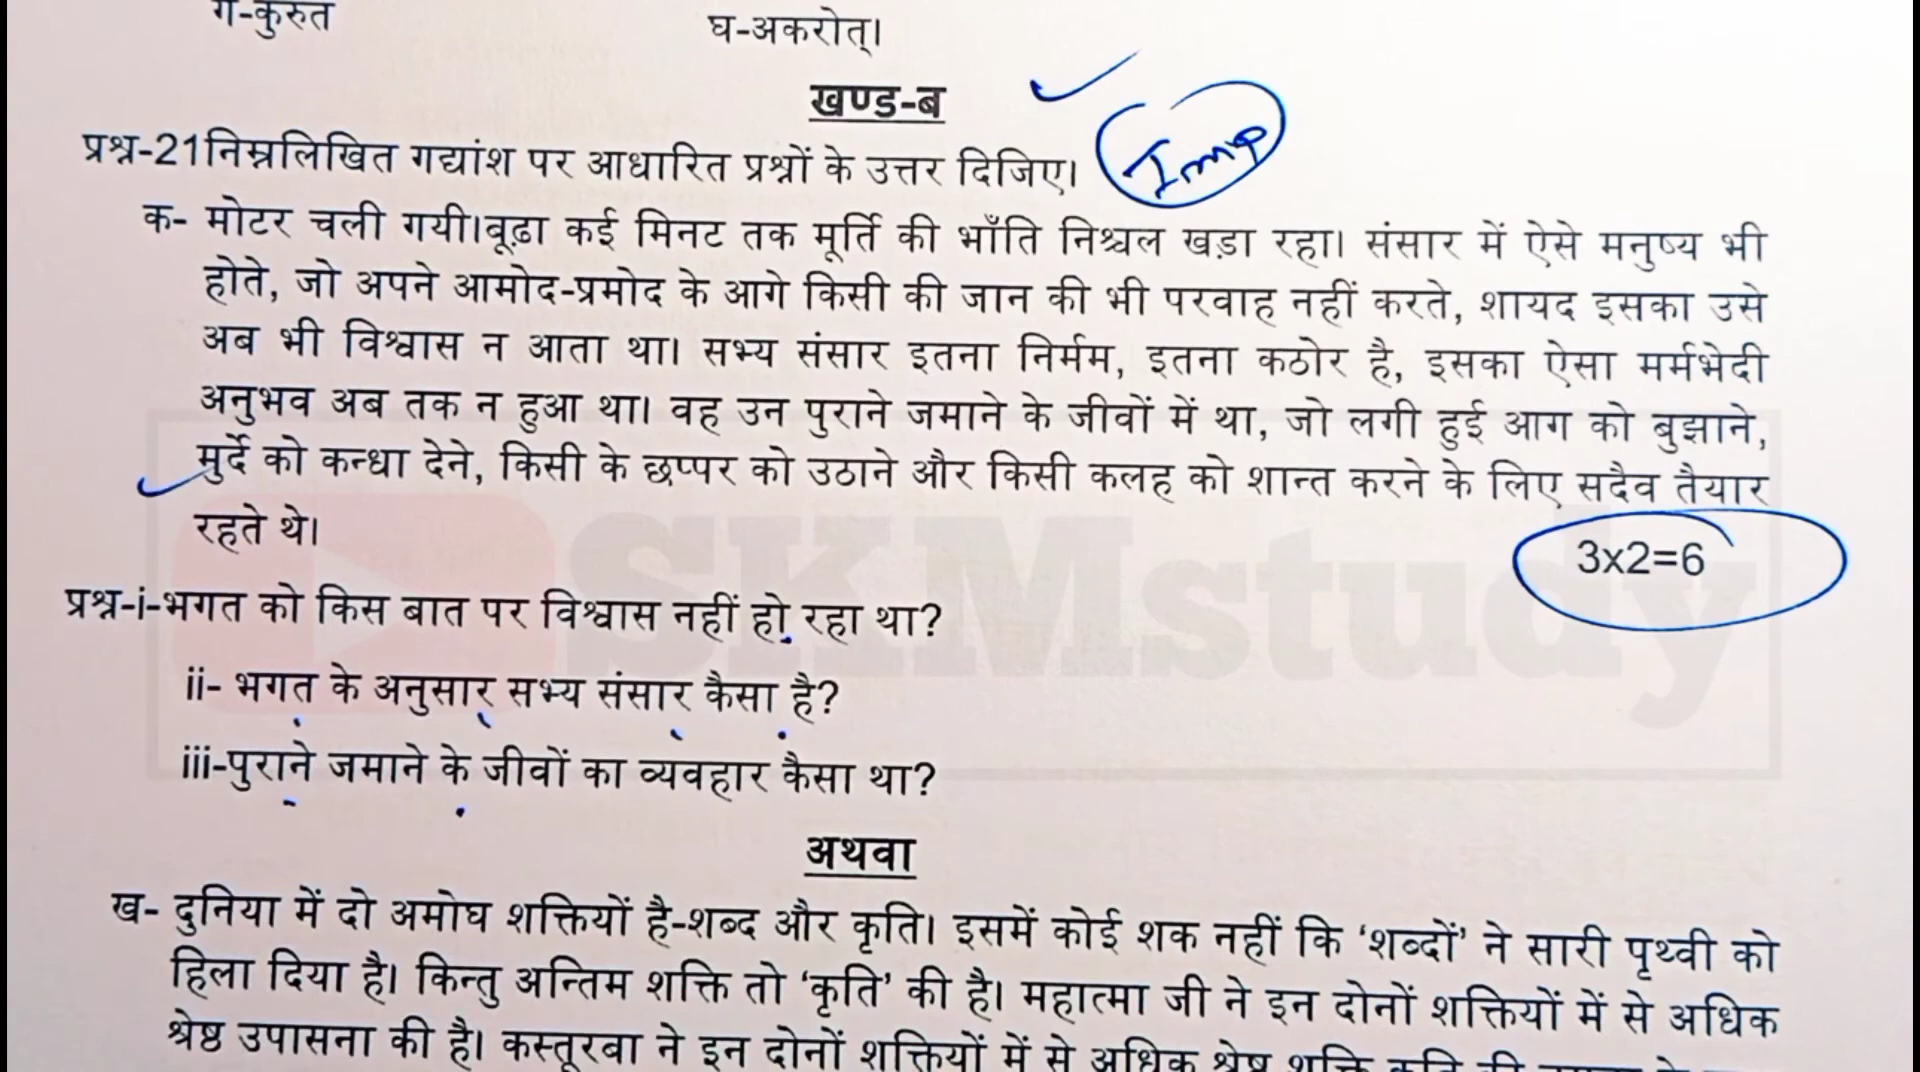 ग-कुरुत
घ-अकरोत्।
खण्ड-ब
Imp
प्रश्न-21निम्नलिखित गद्यांश पर आधारित प्रश्नों के उत्तर दिजिए।
क- मोटर चली गयी।बूढ़ा कई मिनट तक मूर्ति की भाँति निश्चल खड़ा रहा। संसार में ऐसे मनुष्य भी
होते, जो अपने आमोद-प्रमोद के आगे किसी की जान की भी परवाह नहीं करते, शायद इसका उसे
अब भी विश्वास न आता था। सभ्य संसार इतना निर्मम, इतना कठोर है, इसका ऐसा मर्मभेदी
अनुभव अब तक न हुआ था। वह उन पुराने जमाने के जीवों में था, जो लगी हुई आग को बुझाने,
मुर्दे को कन्धा देने, किसी के छप्पर को उठाने और किसी कलह को शान्त करने के लिए सदैव तैयार
रहते थे।
3x2=6
SKMstudy
प्रश्न-i-भगत को किस बात पर विश्वास नहीं हो रहा था?
ii- भगत के अनुसार सभ्य संसार कैसा है?
iii-पुराने जमाने के जीवों का व्यवहार कैसा था?
अथवा
ख- दुनिया में दो अमोघ शक्तियों है-शब्द और कृति। इसमें कोई शक नहीं कि ‘शब्दों’ ने सारी पृथ्वी को
हिला दिया है। किन्तु अन्तिम शक्ति तो ‘कृति’ की है। महात्मा जी ने इन दोनों शक्तियों में से अधिक
श्रेष्ठ उपासना की है। कस्तूरबा ने इन दोनों शक्तियों में से अधिक श्रेष्ठ शक्ति कृति की